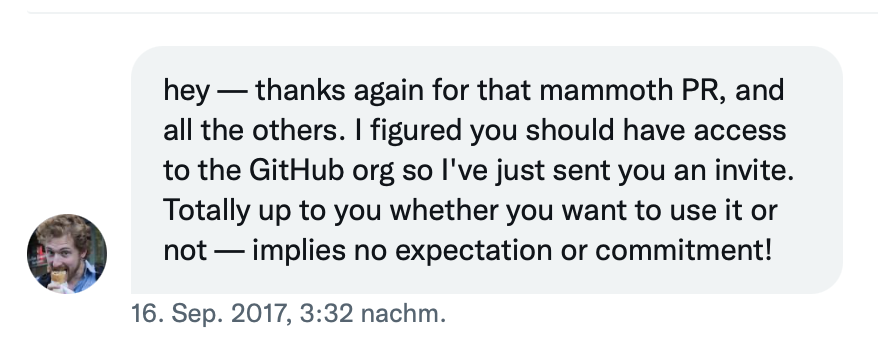 hey — thanks again for that mammoth PR, and
all the others. I figured you should have access
to the GitHub org so I've just sent you an invite.
Totally up to you whether you want to use it or
not — implies no expectation or commitment!
16. Sep. 2017, 3:32 nachm.